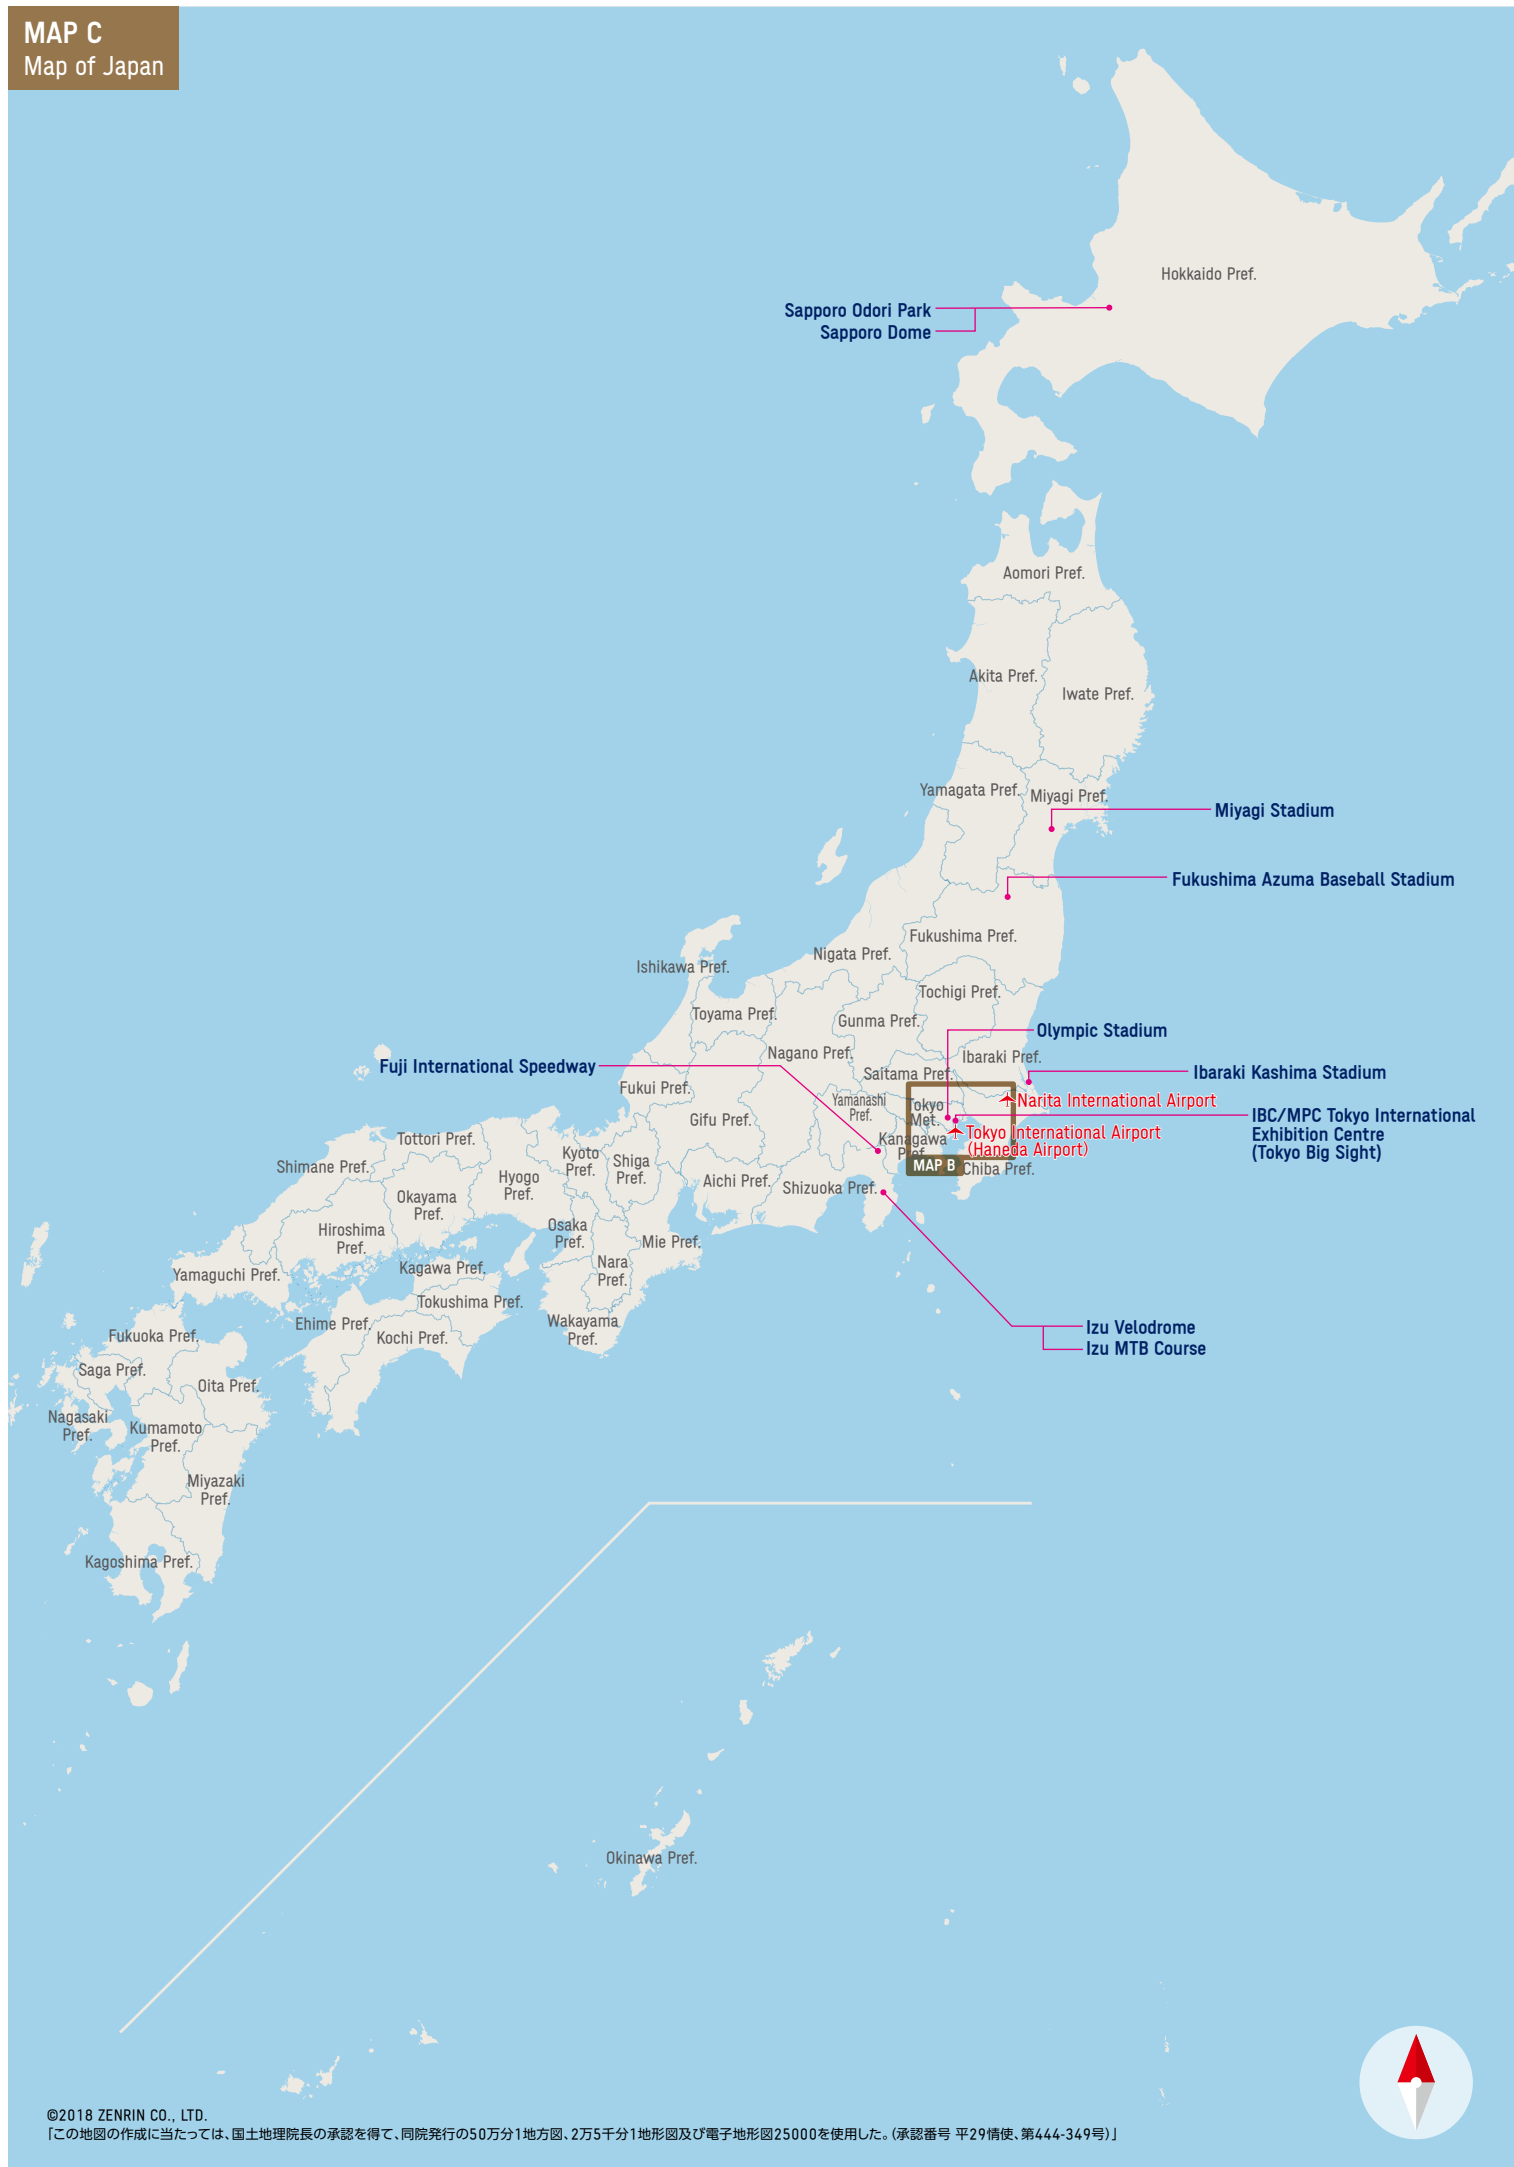 MAP C
Map of Japan
Hokkaido Pref.
Sapporo Odori Park
Sapporo Dome
Aomori Pref.
Akita Pref.
Iwate Pref.
Yamagata Pref.
Miyagi Pref.
Miyagi Stadium
Fukushima Azuma Baseball Stadium
Fukushima Pref.
Nigata Pref.
Ishikawa Pref.
Tochigi Pref.
Toyama Pref.
Gunma Pref.
Olympic Stadium
Nagano Pref.
Ibaraki Pref.
Fuji International Speedway
Saitama Pref.
Ibaraki Kashima Stadium
Fukui Pref.
Yamanashi
Pref.
Narita International Airport
Tokyo
Met.
Gifu Pref.
IBC/MPC Tokyo International
Exhibition Centre
(Tokyo Big Sight)
Tokyo International Airport
(Haneda Airport)
Kanagawa
Pref.
Tottori Pref.
Kyoto
Pref.
Shiga
Pref.
Shimane Pref.
MAP B
Chiba Pref.
Hyogo
Pref.
Aichi Pref.
Shizuoka Pref.
Okayama
Pref.
Hiroshima
Pref.
Osaka
Pref.
Mie Pref.
Nara
Pref.
Kagawa Pref.
Yamaguchi Pref.
Tokushima Pref.
Wakayama
Pref.
Ehime Pref.
Kochi Pref.
Izu Velodrome
Izu MTB Course
Fukuoka Pref.
Saga Pref.
Oita Pref.
Nagasaki
Pref.
Kumamoto
Pref.
Miyazaki
Pref.
Kagoshima Pref.
Okinawa Pref.
©2018 ZENRIN CO., LTD.
「この地図の作成に当たっては、国土地理院長の承認を得て、同院発行の50万分1地方図、2万5千分1地形図及び電子地形図25000を使用した。（承認番号 平29情使、第444-349号）」